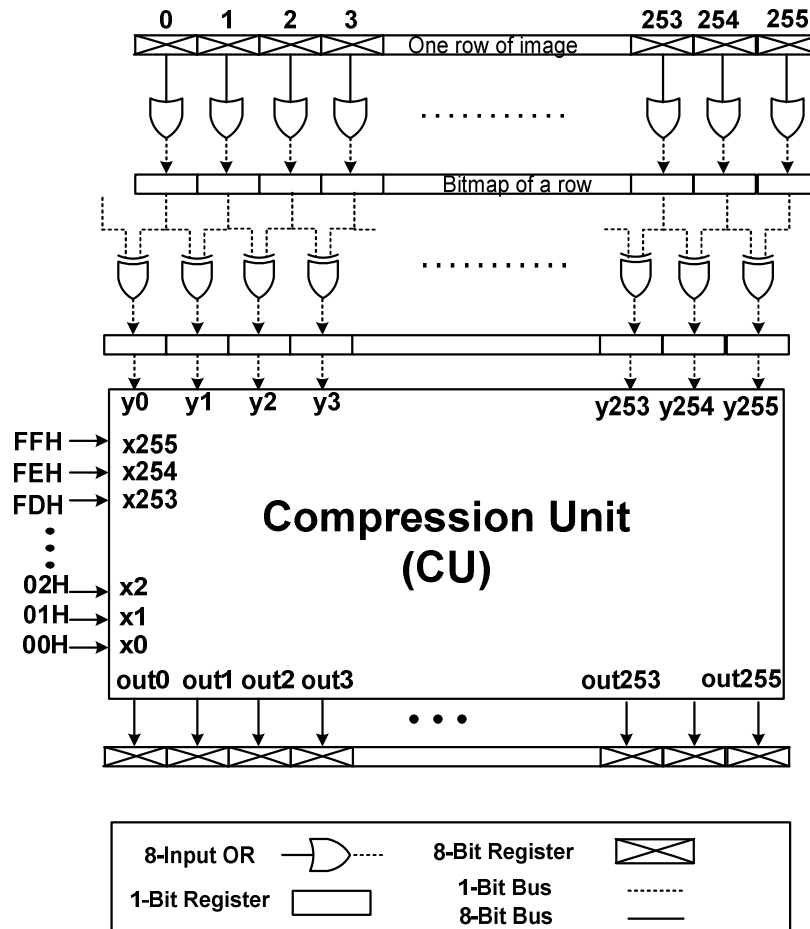 0 1 2 3 253 254 255
One row of image
Bitmap of a row
y0 y1 y2 y3 y253 y254 y255
FFH x255
FEH x254
FDH x253
Compression Unit
(CU)
02H x2
01H x1
00H x0
out0 out1 out2 out3 out253 out255
8-Input OR 8-Bit Register
1-Bit Register 1-Bit Bus
8-Bit Bus